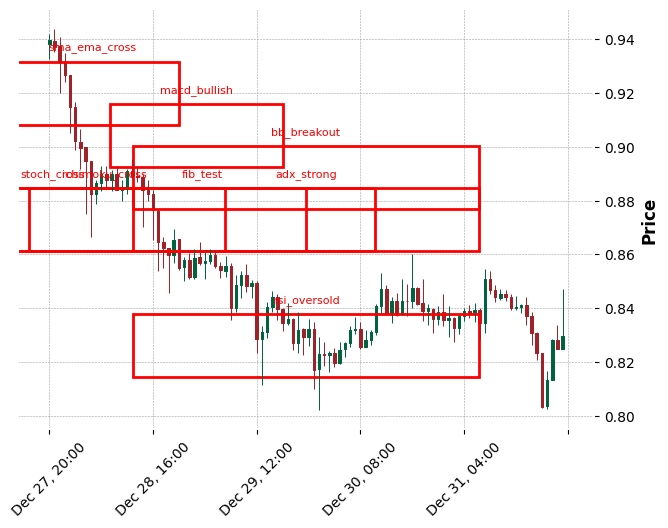 sma_ema_cross
macd_bullish
bb_breakout
stoch_cross
fib_test
adx_strong
rsi_oversold
0.94
0.92
0.90
0.88
0.86
0.84
0.82
0.80
Price
Dec 27, 20:00
Dec 28, 16:00
Dec 29, 12:00
Dec 30, 08:00
Dec 31, 04:00